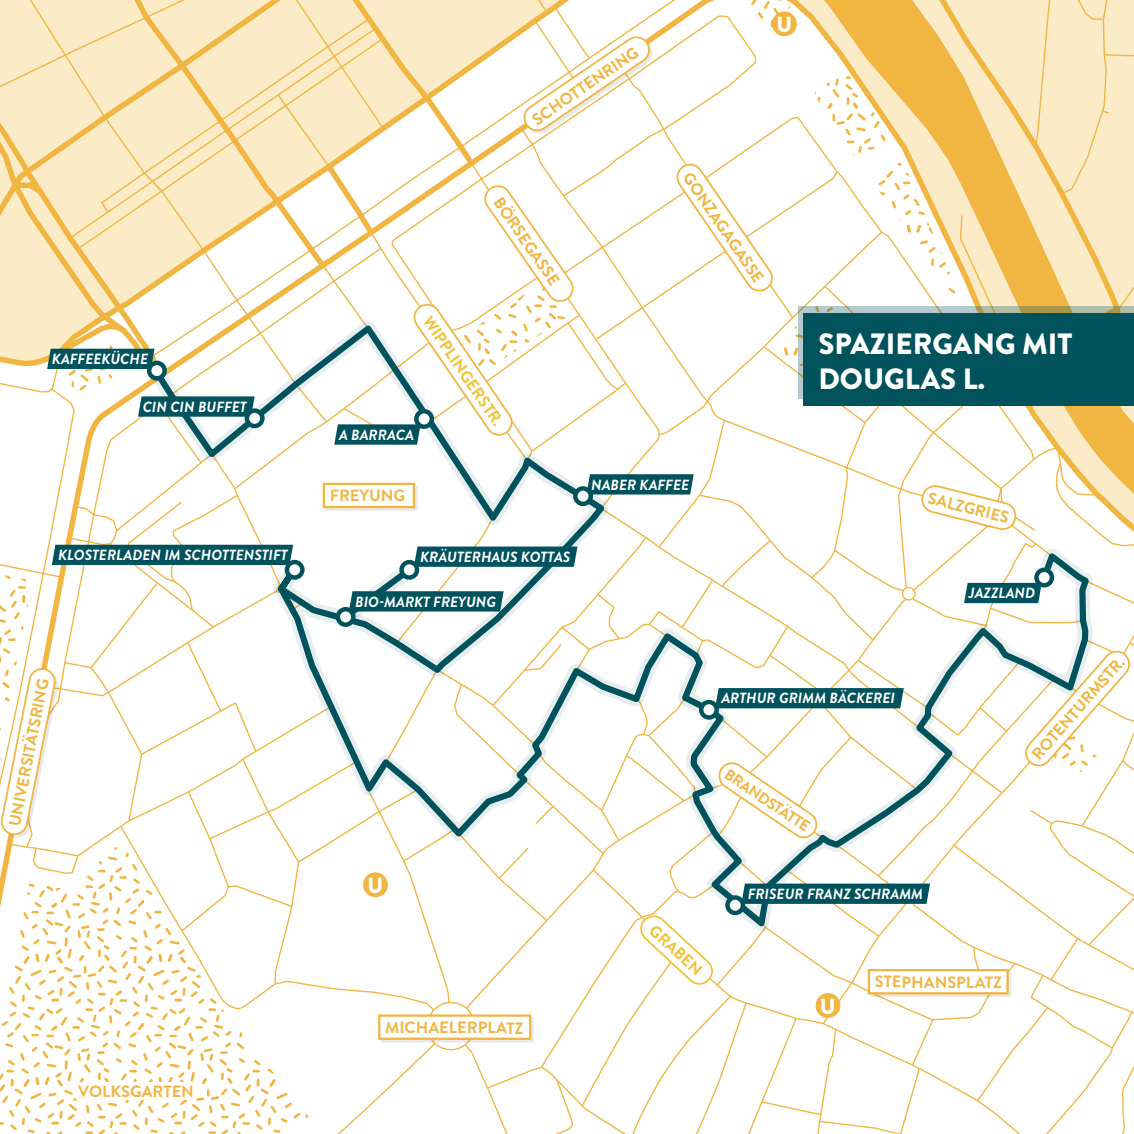 U
SCHOTTENRING
BÖRSEGASSE
GONZAGAGASSE
WIPPLINGERSTR.
SPAZIERGANG MIT
DOUGLAS L.
KAFFEEKÜCHE
CIN CIN BUFFET
A BARRACA
NABER KAFFEE
FREYUNG
SALZGRIES
KLOSTERLADEN IM SCHOTTENSTIFT
KRÄUTERHAUS KOTTAS
BIO-MARKT FREYUNG
JAZZLAND
ARTHUR GRIMM BÄCKEREI
ROTENTURMSTR.
UNIVERSITÄTSRING
BRANDSTÄTTE
U
FRISEUR FRANZ SCHRAMM
GRABEN
STEPHANSPLATZ
U
MICHAELERPLATZ
VOLKSGARTEN